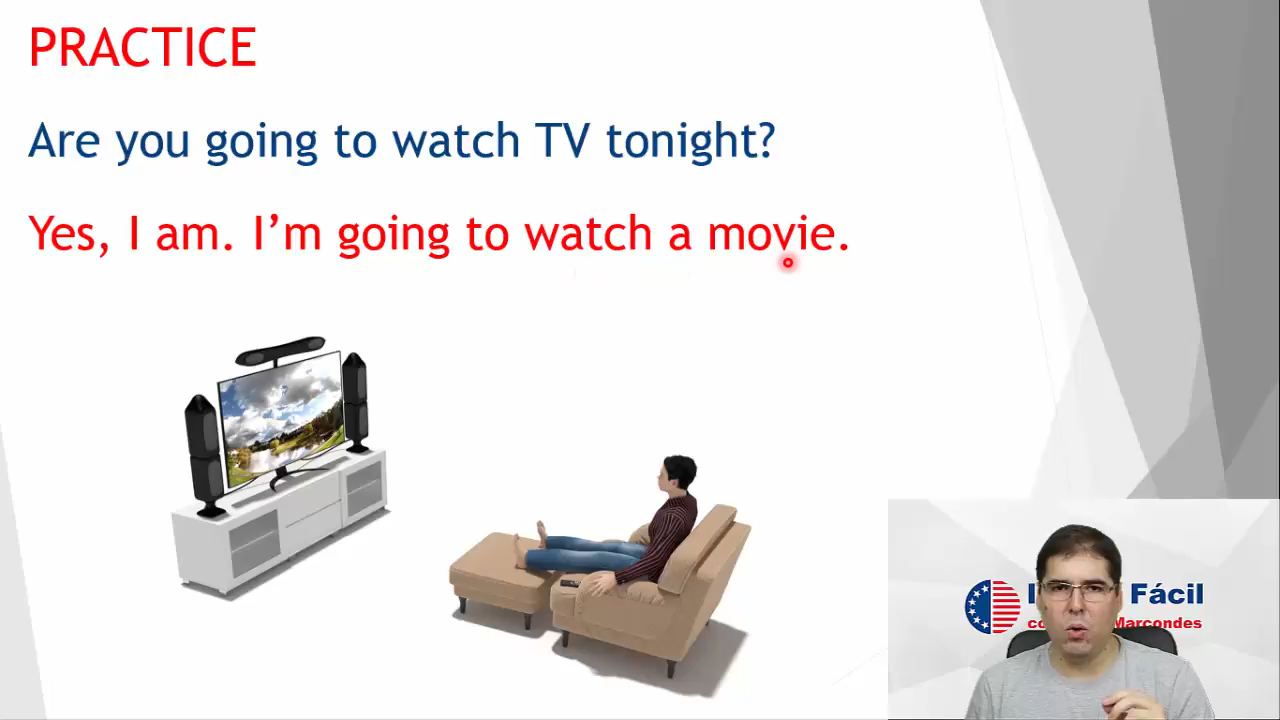 PRACTICE
Are you going to watch TV tonight?
Yes, I am. I’m going to watch a movie.
Fácil
Marcondes